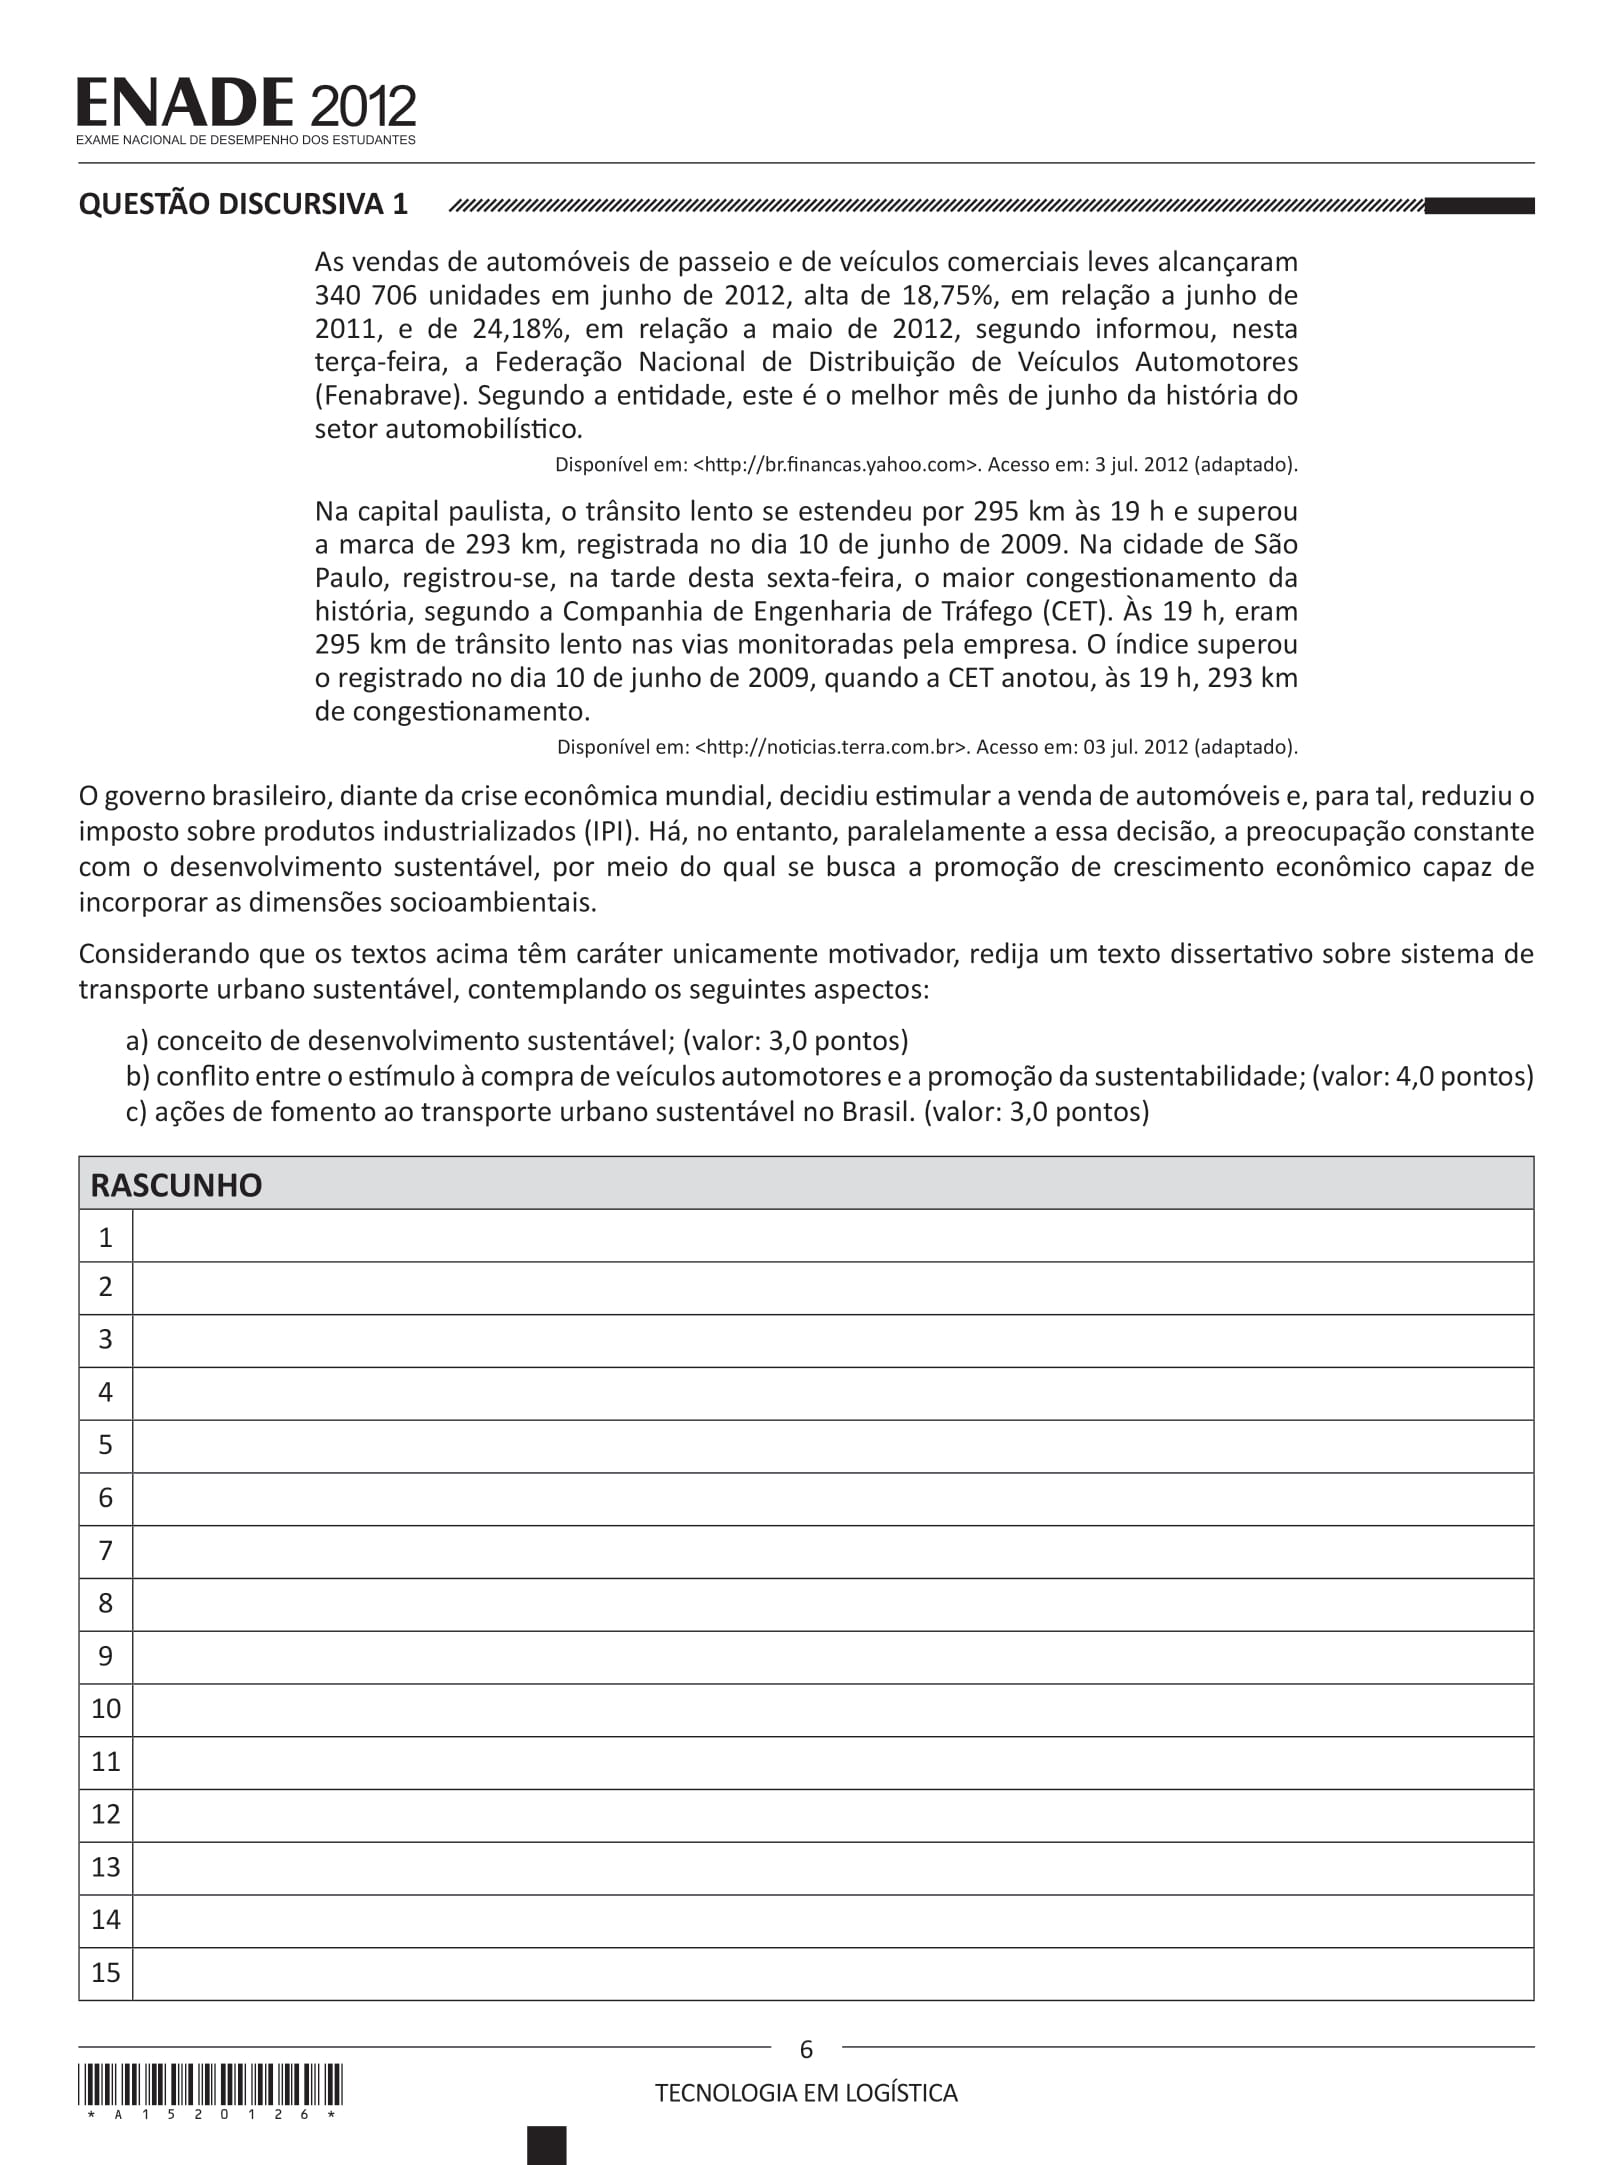 ENADE 2012
EXAME NACIONAL DE DESEMPENHO DOS ESTUDANTES
QUESTÃO DISCURSIVA 1
As vendas de automóveis de passeio e de veículos comerciais leves alcançaram
340 706 unidades em junho de 2012, alta de 18,75%, em relação a junho de
2011, e de 24,18%, em relação a maio de 2012, segundo informou, nesta
terça-feira, a Federação Nacional de Distribuição de Veículos Automotores
(Fenabrave). Segundo a entidade, este é o melhor mês de junho da história do
setor automobilístico.
Disponível em: <http://br.financas.yahoo.com>. Acesso em: 3 jul. 2012 (adaptado).
Na capital paulista, o trânsito lento se estendeu por 295 km às 19 h e superou
a marca de 293 km, registrada no dia 10 de junho de 2009. Na cidade de São
Paulo, registrou-se, na tarde desta sexta-feira, o maior congestionamento da
história, segundo a Companhia de Engenharia de Tráfego (CET). Às 19 h, eram
295 km de trânsito lento nas vias monitoradas pela empresa. O índice superou
o registrado no dia 10 de junho de 2009, quando a CET anotou, às 19 h, 293 km
de congestionamento.
Disponível em: <http://noticias.terra.com.br>. Acesso em: 03 jul. 2012 (adaptado).
O governo brasileiro, diante da crise econômica mundial, decidiu estimular a venda de automóveis e, para tal, reduziu o
imposto sobre produtos industrializados (IPI). Há, no entanto, paralelamente a essa decisão, a preocupação constante
com o desenvolvimento sustentável, por meio do qual se busca a promoção de crescimento econômico capaz de
incorporar as dimensões socioambientais.
Considerando que os textos acima têm caráter unicamente motivador, redija um texto dissertativo sobre sistema de
transporte urbano sustentável, contemplando os seguintes aspectos:
a) conceito de desenvolvimento sustentável; (valor: 3,0 pontos)
b) conflito entre o estímulo à compra de veículos automotores e a promoção da sustentabilidade; (valor: 4,0 pontos)
c) ações de fomento ao transporte urbano sustentável no Brasil. (valor: 3,0 pontos)
RASCUNHO
1
2
3
4
5
6
7
8
9
10
11
12
13
14
15
6
TECNOLOGIA EM LOGÍSTICA
* A 1 5 2 0 1 2 6 *